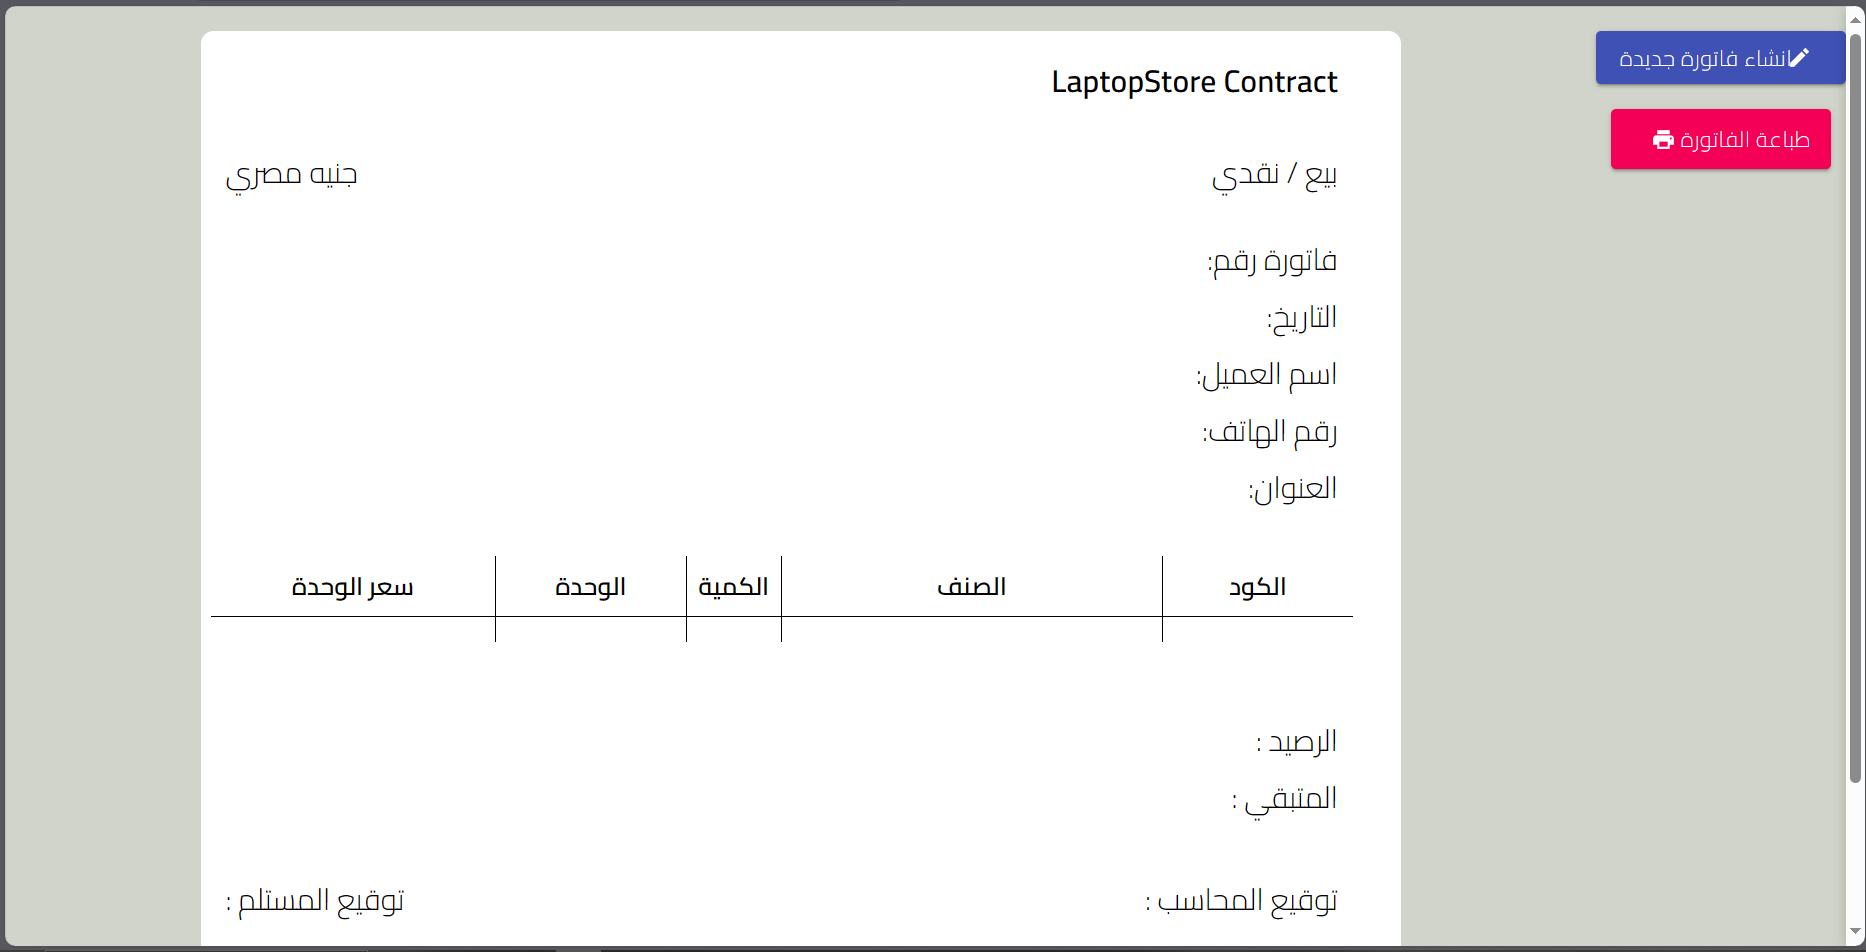 انشاء فاتورة جديدة
طباعة الفاتورة
LaptopStore Contract
بيع / نقدي
جنيه مصري
فاتورة رقم:
التاريخ:
اسم العميل:
رقم الهاتف:
العنوان:
الكود الصنف الكمية الوحدة سعر الوحدة
الرصيد :
المتبقي :
توقيع المحاسب :
توقيع المستلم :